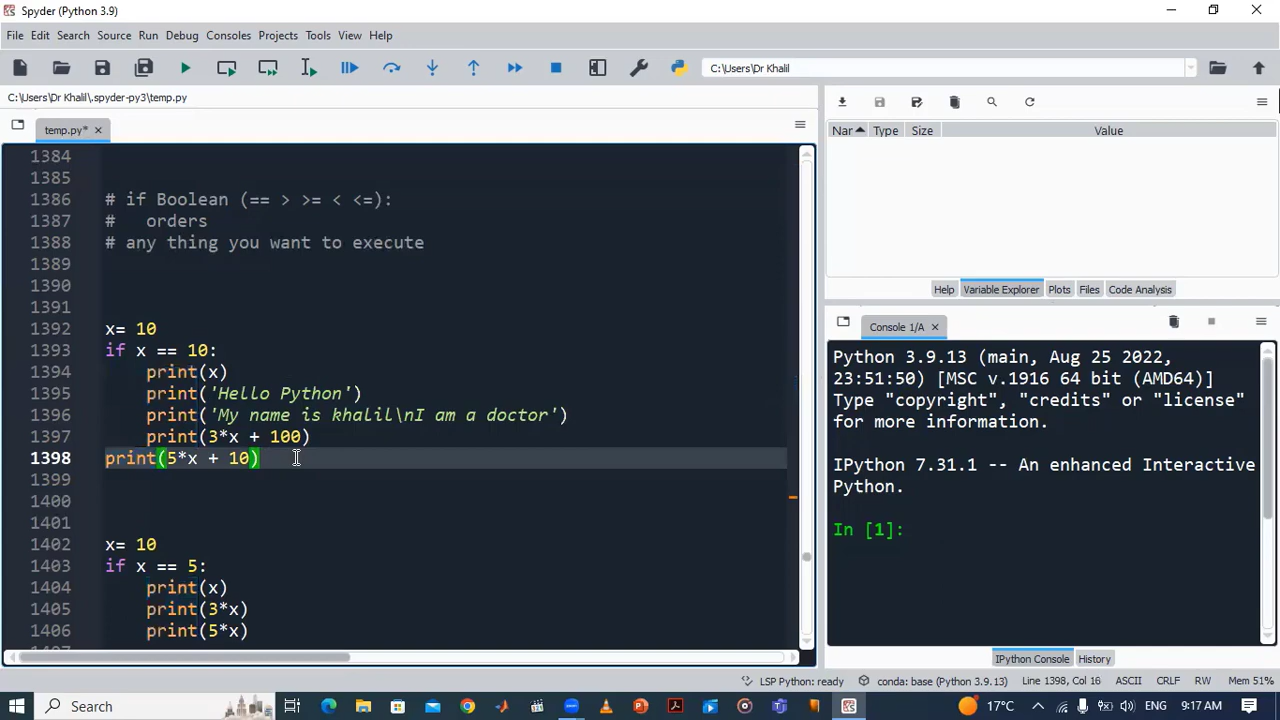 Spyder (Python 3.9)
File Edit Search Source Run Debug Consoles Projects Tools View Help
C:\Users\Dr Khalil
C:\Users\Dr Khalil\.spyder-py3\temp.py
temp.py*
1384
1385
1386 # if Boolean (== > >= < <=):
1387 #   orders
1388 # any thing you want to execute
1389
1390
1391
1392 x= 10
1393 if x == 10:
1394     print(x)
1395     print('Hello Python')
1396     print('My name is khalil\nI am a doctor')
1397     print(3*x + 100)
1398 print(5*x + 10)
1399
1400
1401
1402 x= 10
1403 if x == 5:
1404     print(x)
1405     print(3*x)
1406     print(5*x)
Nar Type Size Value
Help Variable Explorer Plots Files Code Analysis
Console 1/A
Python 3.9.13 (main, Aug 25 2022,
23:51:50) [MSC v.1916 64 bit (AMD64)]
Type "copyright", "credits" or "license"
for more information.
IPython 7.31.1 -- An enhanced Interactive
Python.
In [1]:
IPython Console History
LSP Python: ready conda: base (Python 3.9.13) Line 1398, Col 16 ASCII CRLF RW Mem 51%
Search 17°C ENG 9:17 AM